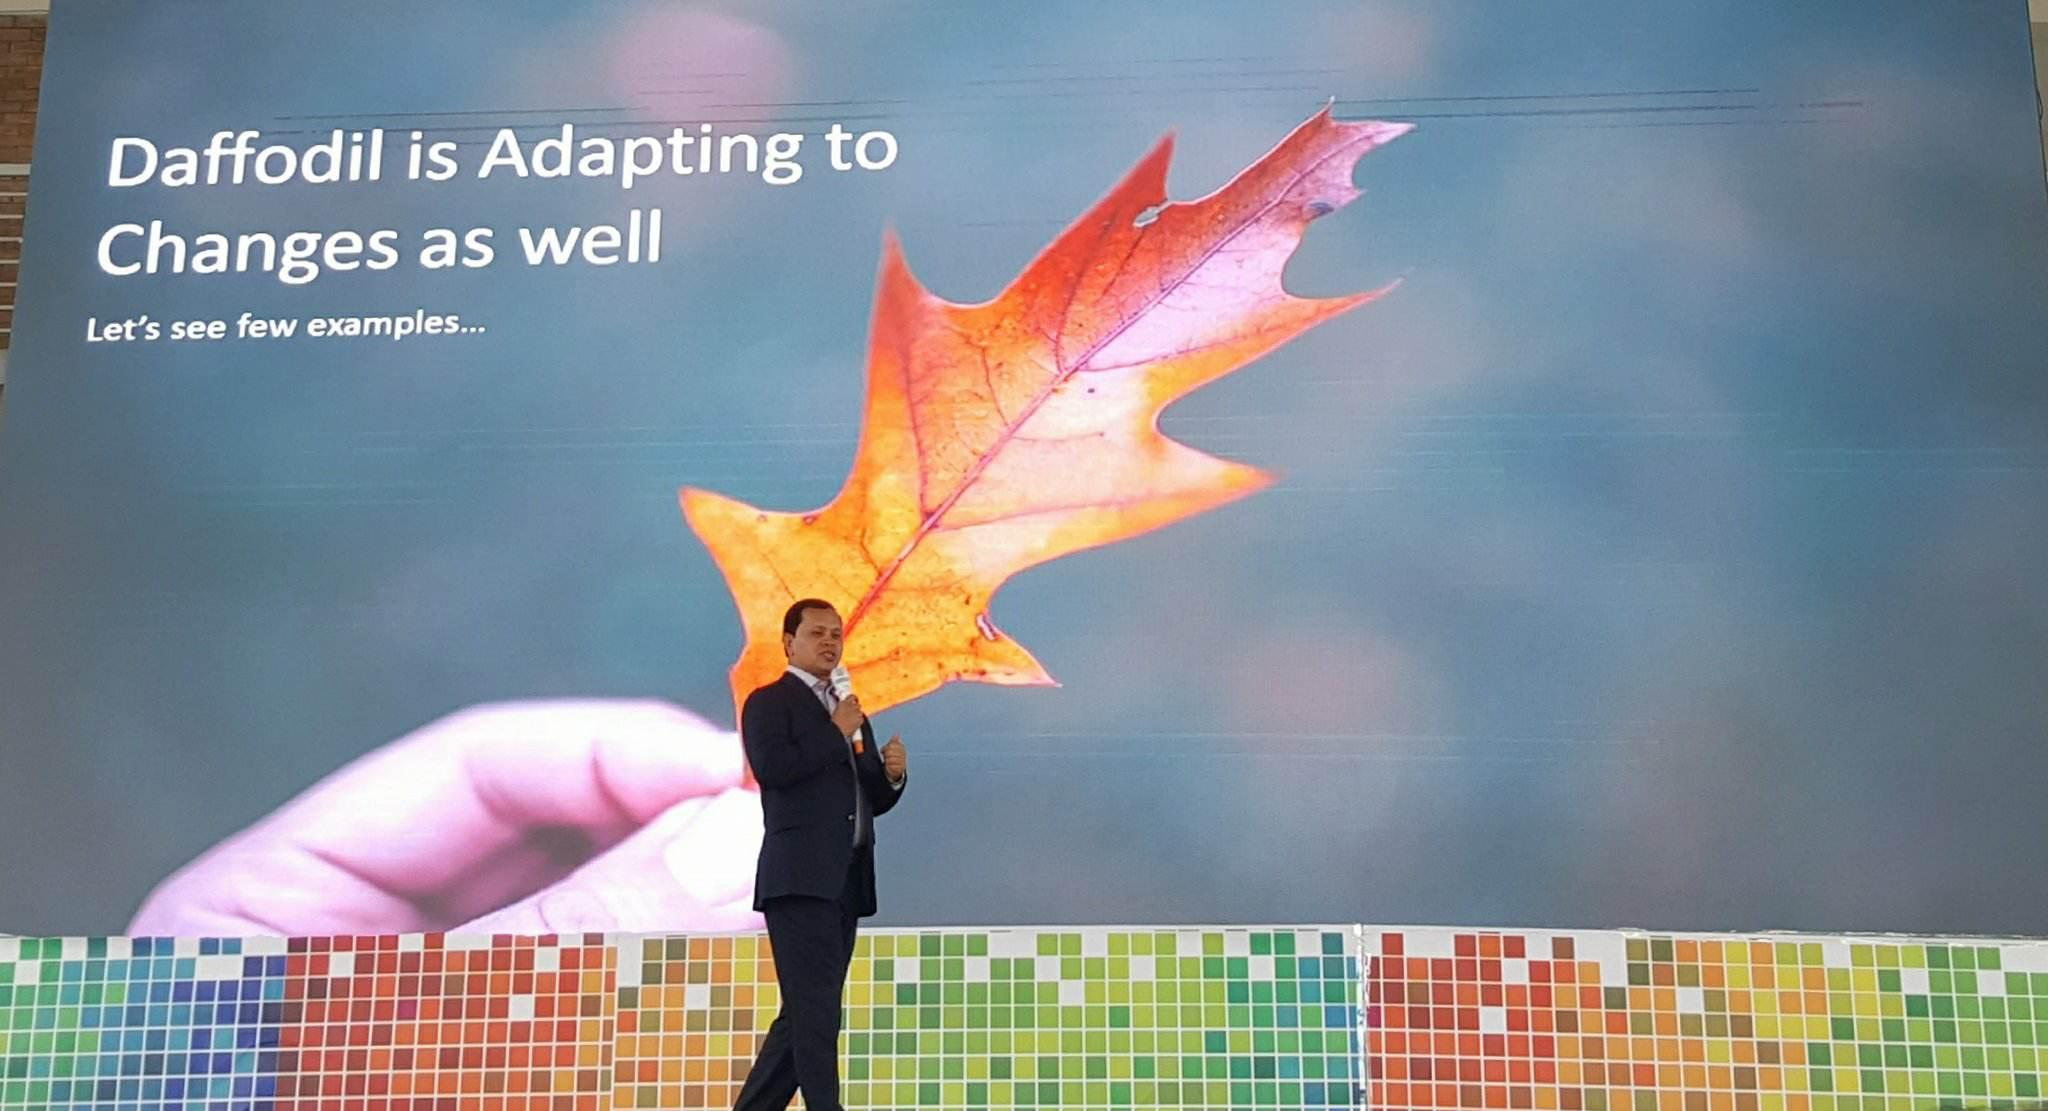 Daffodil is Adapting to
Changes as well
Let's see few examples...